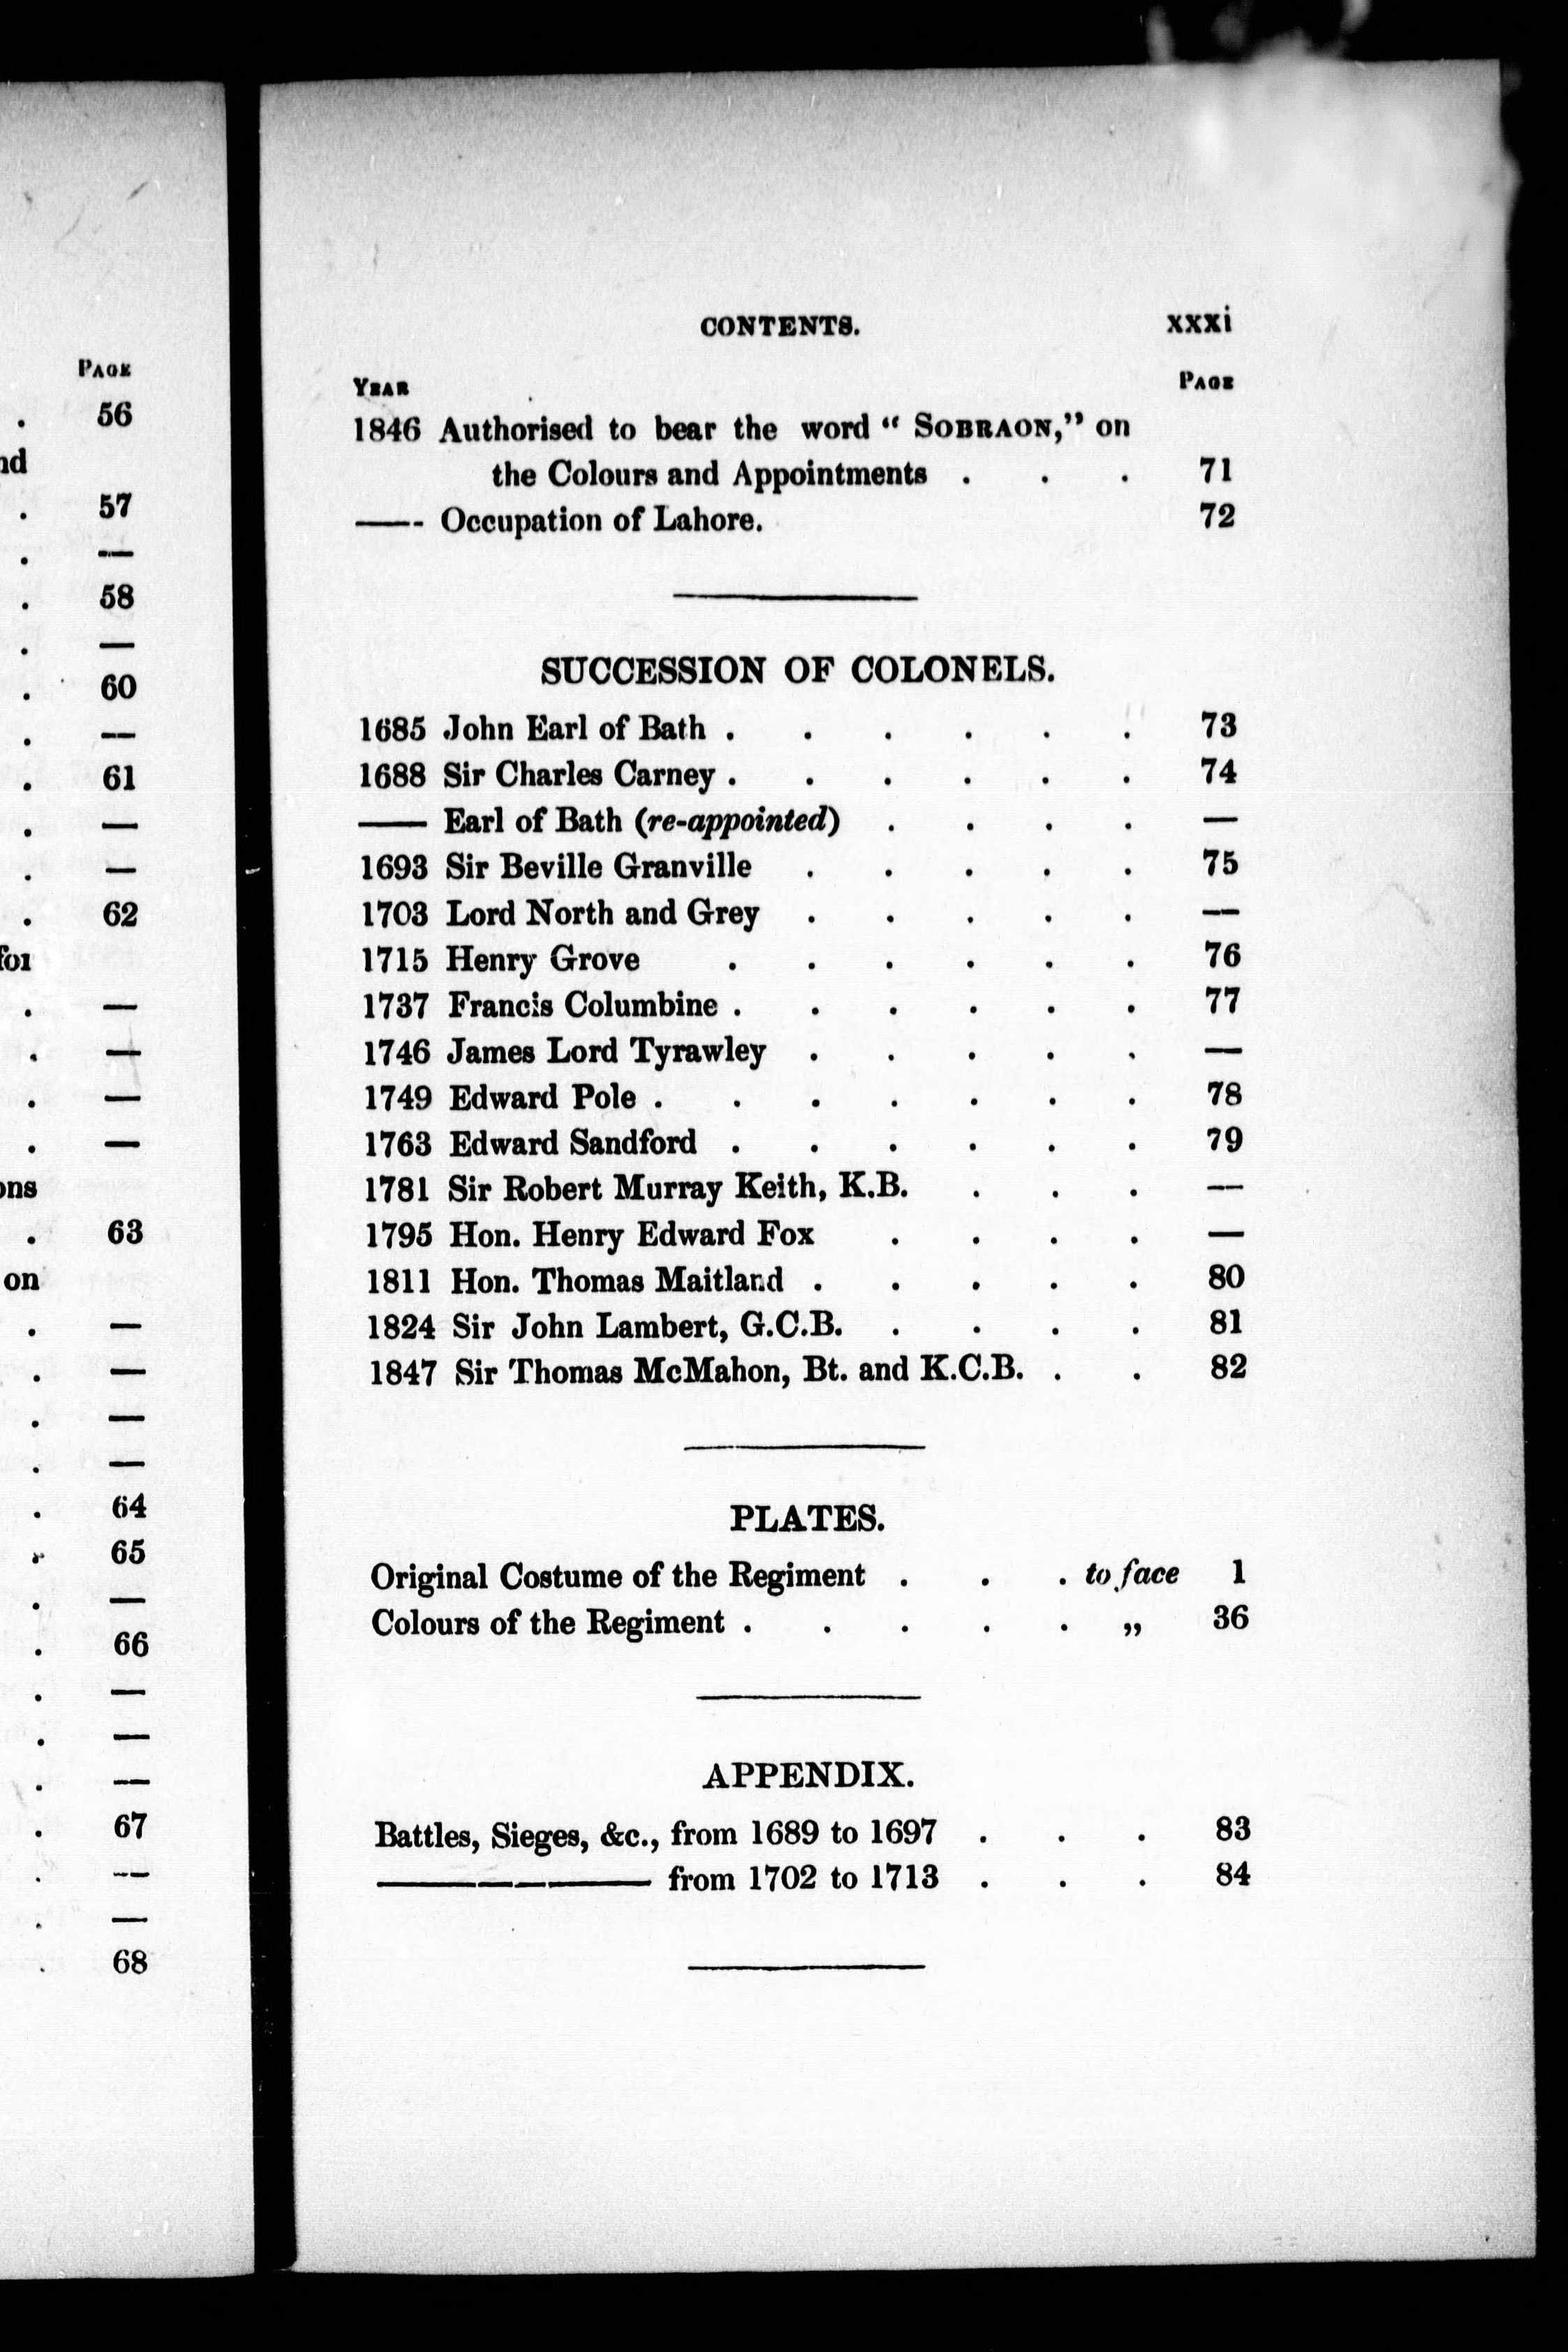 PAGE
. 56
nd
. 57
. —
. 58
. —
. 60
. —
. 61
. —
. —
. 62
for
. —
. —
. —
. —
ons
. 63
on
. —
. —
. —
. —
. 64
. 65
. —
. 66
. —
. —
. —
. 67
. —
. —
. 68
CONTENTS. xxxi
YEAR PAGE
1846 Authorised to bear the word " SOBRAON," on
the Colours and Appointments . . . 71
—— Occupation of Lahore. 72
SUCCESSION OF COLONELS.
1685 John Earl of Bath . . . . . . 73
1688 Sir Charles Carney . . . . . . 74
—— Earl of Bath (re-appointed) . . . . —
1693 Sir Beville Granville . . . . . 75
1703 Lord North and Grey . . . . . —
1715 Henry Grove . . . . . . 76
1737 Francis Columbine . . . . . . 77
1746 James Lord Tyrawley . . . . . —
1749 Edward Pole . . . . . . . 78
1763 Edward Sandford . . . . . . 79
1781 Sir Robert Murray Keith, K.B. . . . —
1795 Hon. Henry Edward Fox . . . . —
1811 Hon. Thomas Maitland . . . . . 80
1824 Sir John Lambert, G.C.B. . . . . 81
1847 Sir Thomas McMahon, Bt. and K.C.B. . . 82
PLATES.
Original Costume of the Regiment . . . to face 1
Colours of the Regiment . . . . . „ 36
APPENDIX.
Battles, Sieges, &c., from 1689 to 1697 . . . 83
———————— from 1702 to 1713 . . . 84